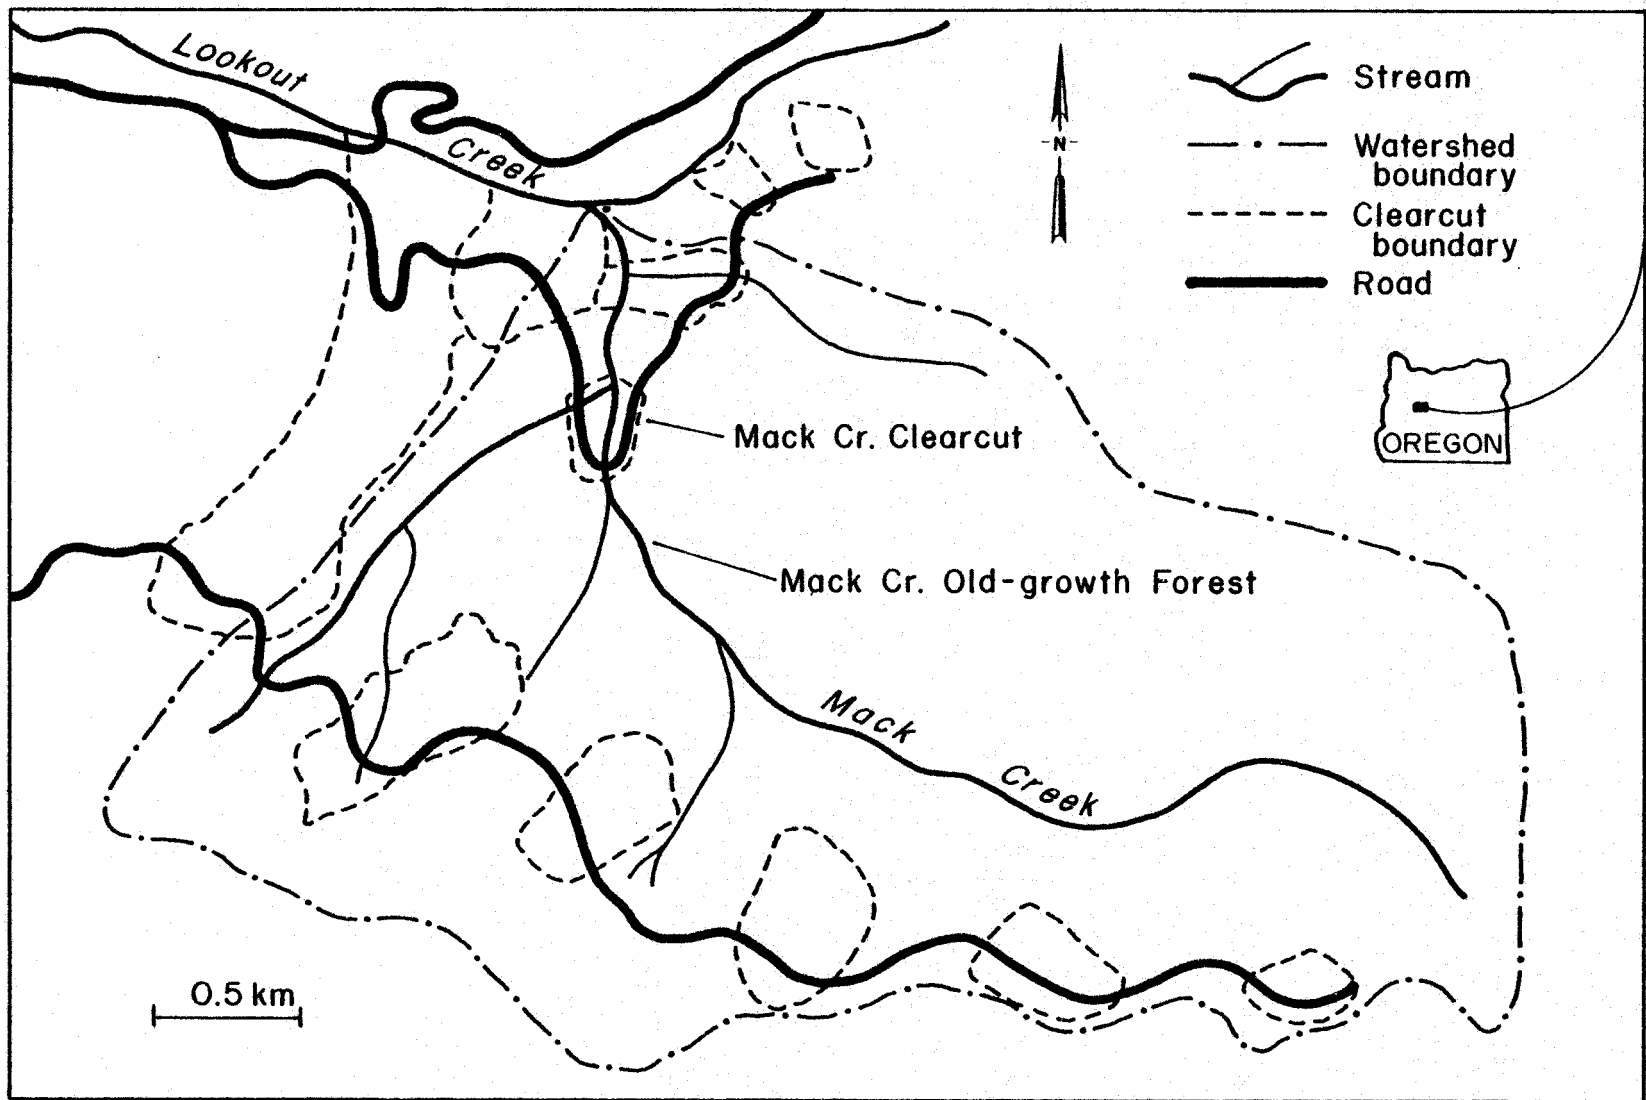 Lookout
Creek
N
Stream
Watershed
boundary
Clearcut
boundary
Road
OREGON
Mack Cr. Clearcut
Mack Cr. Old-growth Forest
Mack
Creek
0.5 km